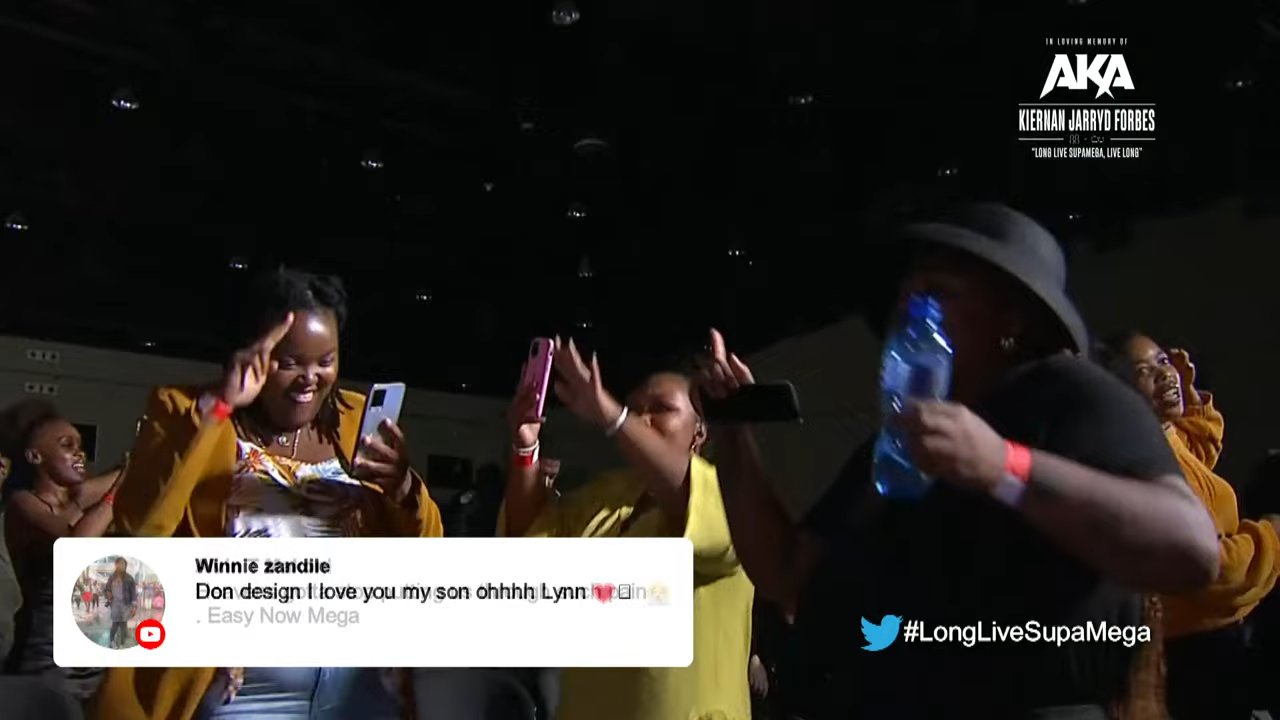 IN LOVING MEMORY OF
AKA
KIERNAN JARRYD FORBES
"LONG LIVE SUPAMEGA, LIVE LONG"
Winnie zandile
Don design I love you my son ohhhh Lynn ❤️
. Easy Now Mega
#LongLiveSupaMega